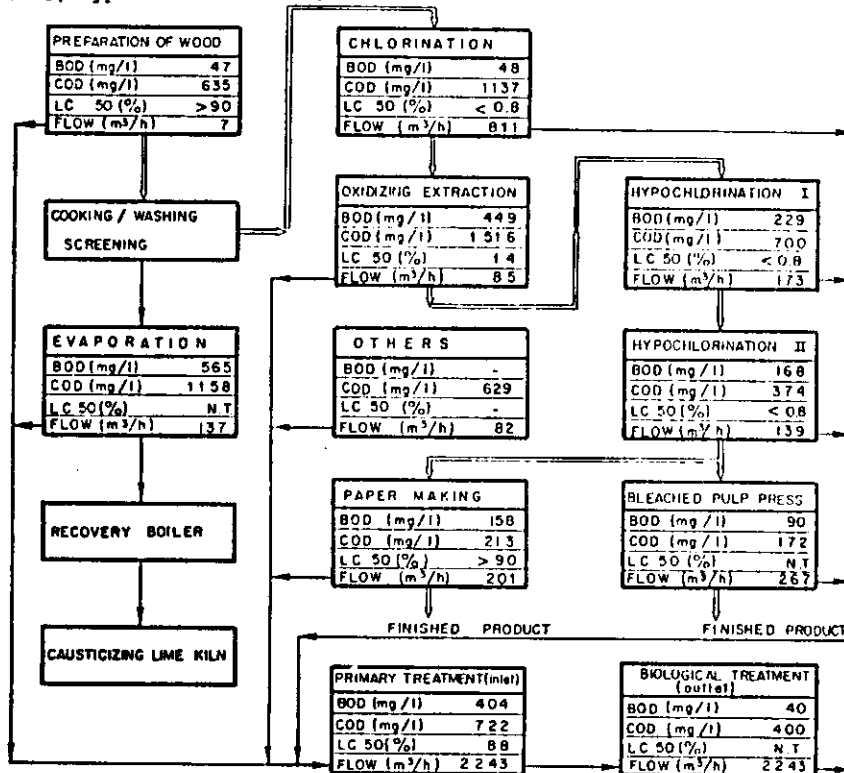 PREPARATION OF WOOD
BOD (mg/l) 47
COD (mg/l) 635
LC 50 (%) >90
FLOW (m³/h) 7
CHLORINATION
BOD (mg/l) 48
COD (mg/l) 1137
LC 50 (%) < 0.8
FLOW (m³/h) 811
COOKING / WASHING
SCREENING
OXIDIZING EXTRACTION
BOD (mg/l) 449
COD (mg/l) 1516
LC 50 (%) 14
FLOW (m³/h) 85
HYPOCHLORINATION I
BOD (mg/l) 229
COD (mg/l) 700
LC 50 (%) < 0.8
FLOW (m³/h) 173
EVAPORATION
BOD (mg/l) 565
COD (mg/l) 1158
LC 50 (%) N.T
FLOW (m³/h) 137
OTHERS
BOD (mg/l) -
COD (mg/l) 629
LC 50 (%) -
FLOW (m³/h) 82
HYPOCHLORINATION II
BOD (mg/l) 168
COD (mg/l) 374
LC 50 (%) < 0.8
FLOW (m³/h) 139
RECOVERY BOILER
PAPER MAKING
BOD (mg/l) 158
COD (mg/l) 213
LC 50 (%) > 90
FLOW (m³/h) 201
BLEACHED PULP PRESS
BOD (mg/l) 90
COD (mg/l) 172
LC 50 (%) N.T
FLOW (m³/h) 267
FINISHED PRODUCT
FINISHED PRODUCT
CAUSTICIZING LIME KILN
PRIMARY TREATMENT (inlet)
BOD (mg/l) 404
COD (mg/l) 722
LC 50 (%) 88
FLOW (m³/h) 2243
BIOLOGICAL TREATMENT
(outlet)
BOD (mg/l) 40
COD (mg/l) 400
LC 50 (%) N.T
FLOW (m³/h) 2243